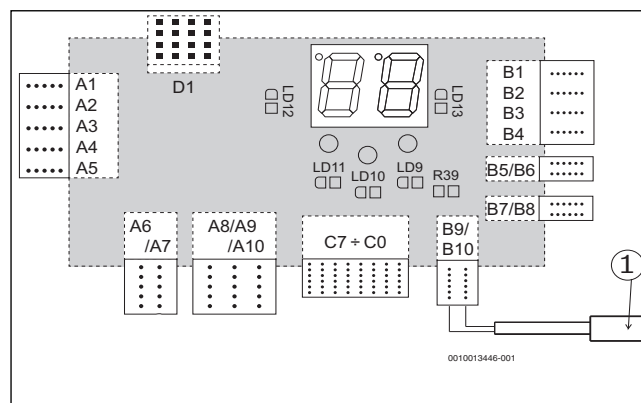 D1
A1
A2
A3
A4
A5
LD12
LD13
B1
B2
B3
B4
LD11
LD10
LD9
R39
B5/B6
B7/B8
A6
/A7
A8/A9
/A10
C7 ÷ C0
B9/
B10
1
0010013446-001